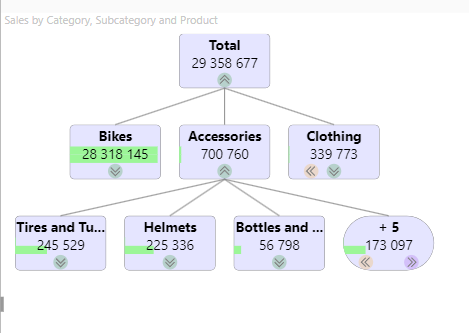 Sales by Category, Subcategory and Product
Total
29 358 677
Bikes
28 318 145
Accessories
700 760
Clothing
339 773
Tires and Tu...
245 529
Helmets
225 336
Bottles and ...
56 798
+ 5
173 097